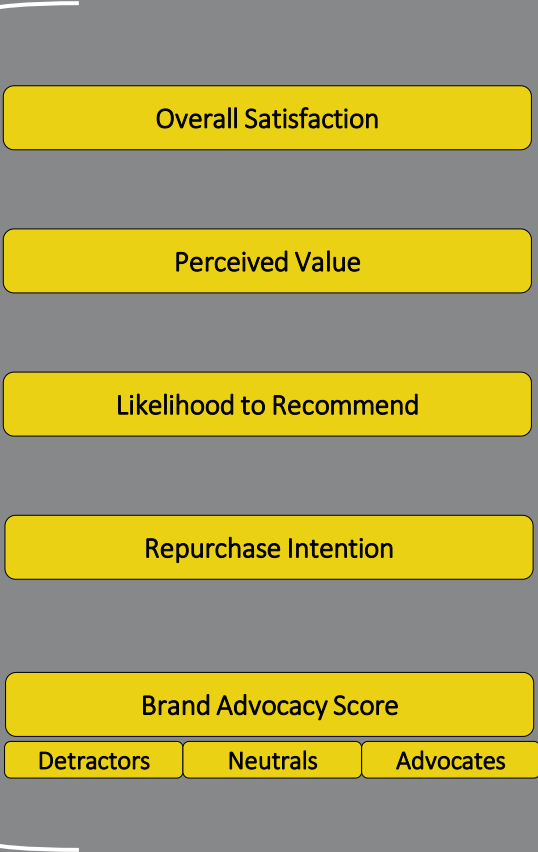 Overall Satisfaction
Perceived Value
Likelihood to Recommend
Repurchase Intention
Brand Advocacy Score
Detractors Neutrals Advocates